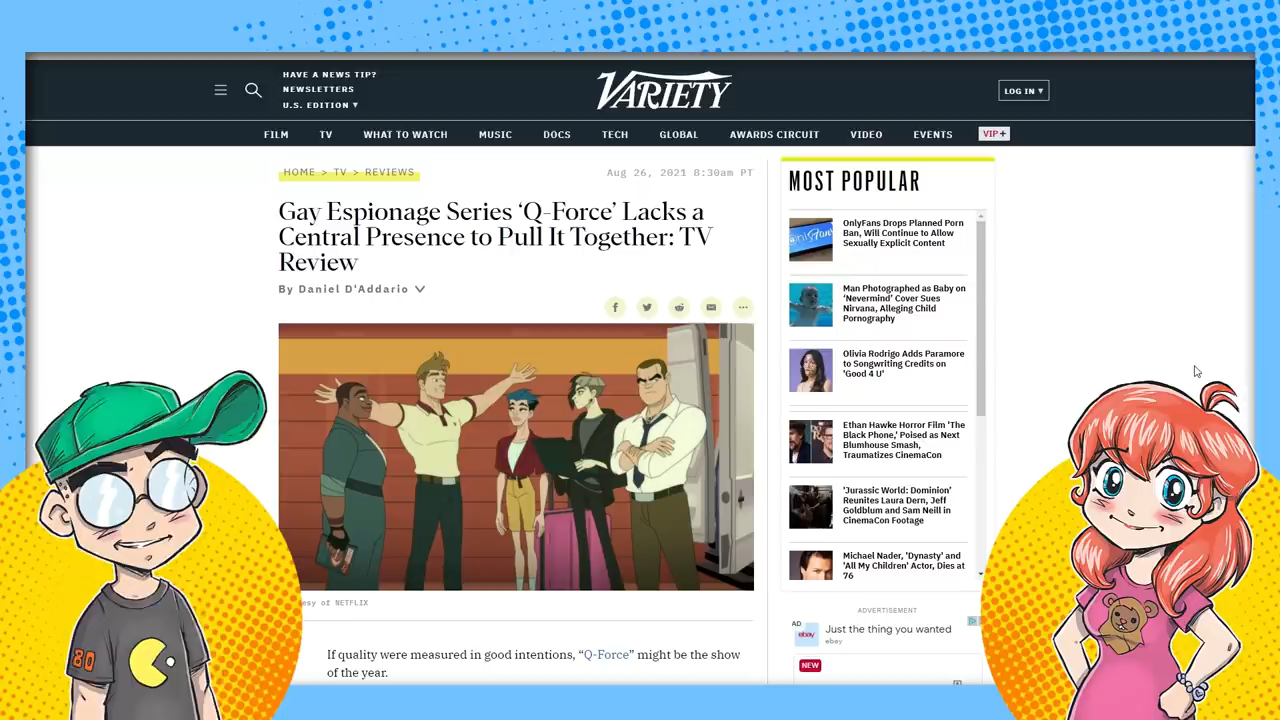 HAVE A NEWS TIP?
NEWSLETTERS
U.S. EDITION ▾
VARIETY
LOG IN ▾
FILM TV WHAT TO WATCH MUSIC DOCS TECH GLOBAL AWARDS CIRCUIT VIDEO EVENTS VIP+
HOME > TV > REVIEWS
Aug 26, 2021 8:30am PT
Gay Espionage Series ‘Q-Force’ Lacks a
Central Presence to Pull It Together: TV
Review
By Daniel D'Addario
esy of NETFLIX
If quality were measured in good intentions, “Q-Force” might be the show
of the year.
MOST POPULAR
OnlyFans Drops Planned Porn
Ban, Will Continue to Allow
Sexually Explicit Content
Man Photographed as Baby on
‘Nevermind’ Cover Sues
Nirvana, Alleging Child
Pornography
Olivia Rodrigo Adds Paramore
to Songwriting Credits on
'Good 4 U'
Ethan Hawke Horror Film 'The
Black Phone,' Poised as Next
Blumhouse Smash,
Traumatizes CinemaCon
'Jurassic World: Dominion'
Reunites Laura Dern, Jeff
Goldblum and Sam Neill in
CinemaCon Footage
Michael Nader, 'Dynasty' and
'All My Children' Actor, Dies at
76
ADVERTISEMENT
AD
ebay
Just the thing you wanted
ebay
NEW
80